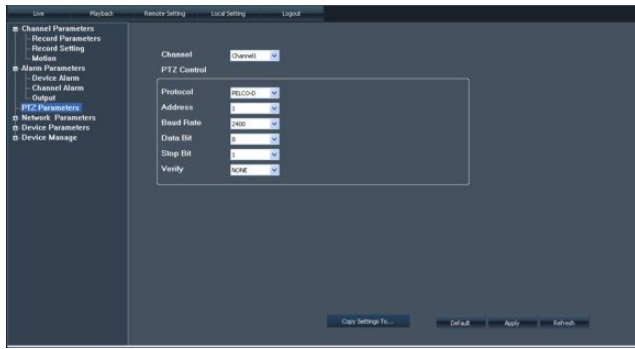 Live Playback Remote Setting Local Setting Logout
Channel Parameters
Record Parameters
Record Setting
Motion
Alarm Parameters
Device Alarm
Channel Alarm
Output
PTZ Parameters
Network Parameters
Device Parameters
Device Manage
Channel Channel1
PTZ Control
Protocol PELCO-D
Address 1
Baud Rate 2400
Data Bit 8
Stop Bit 1
Verify NONE
Copy Settings To... Default Apply Refresh